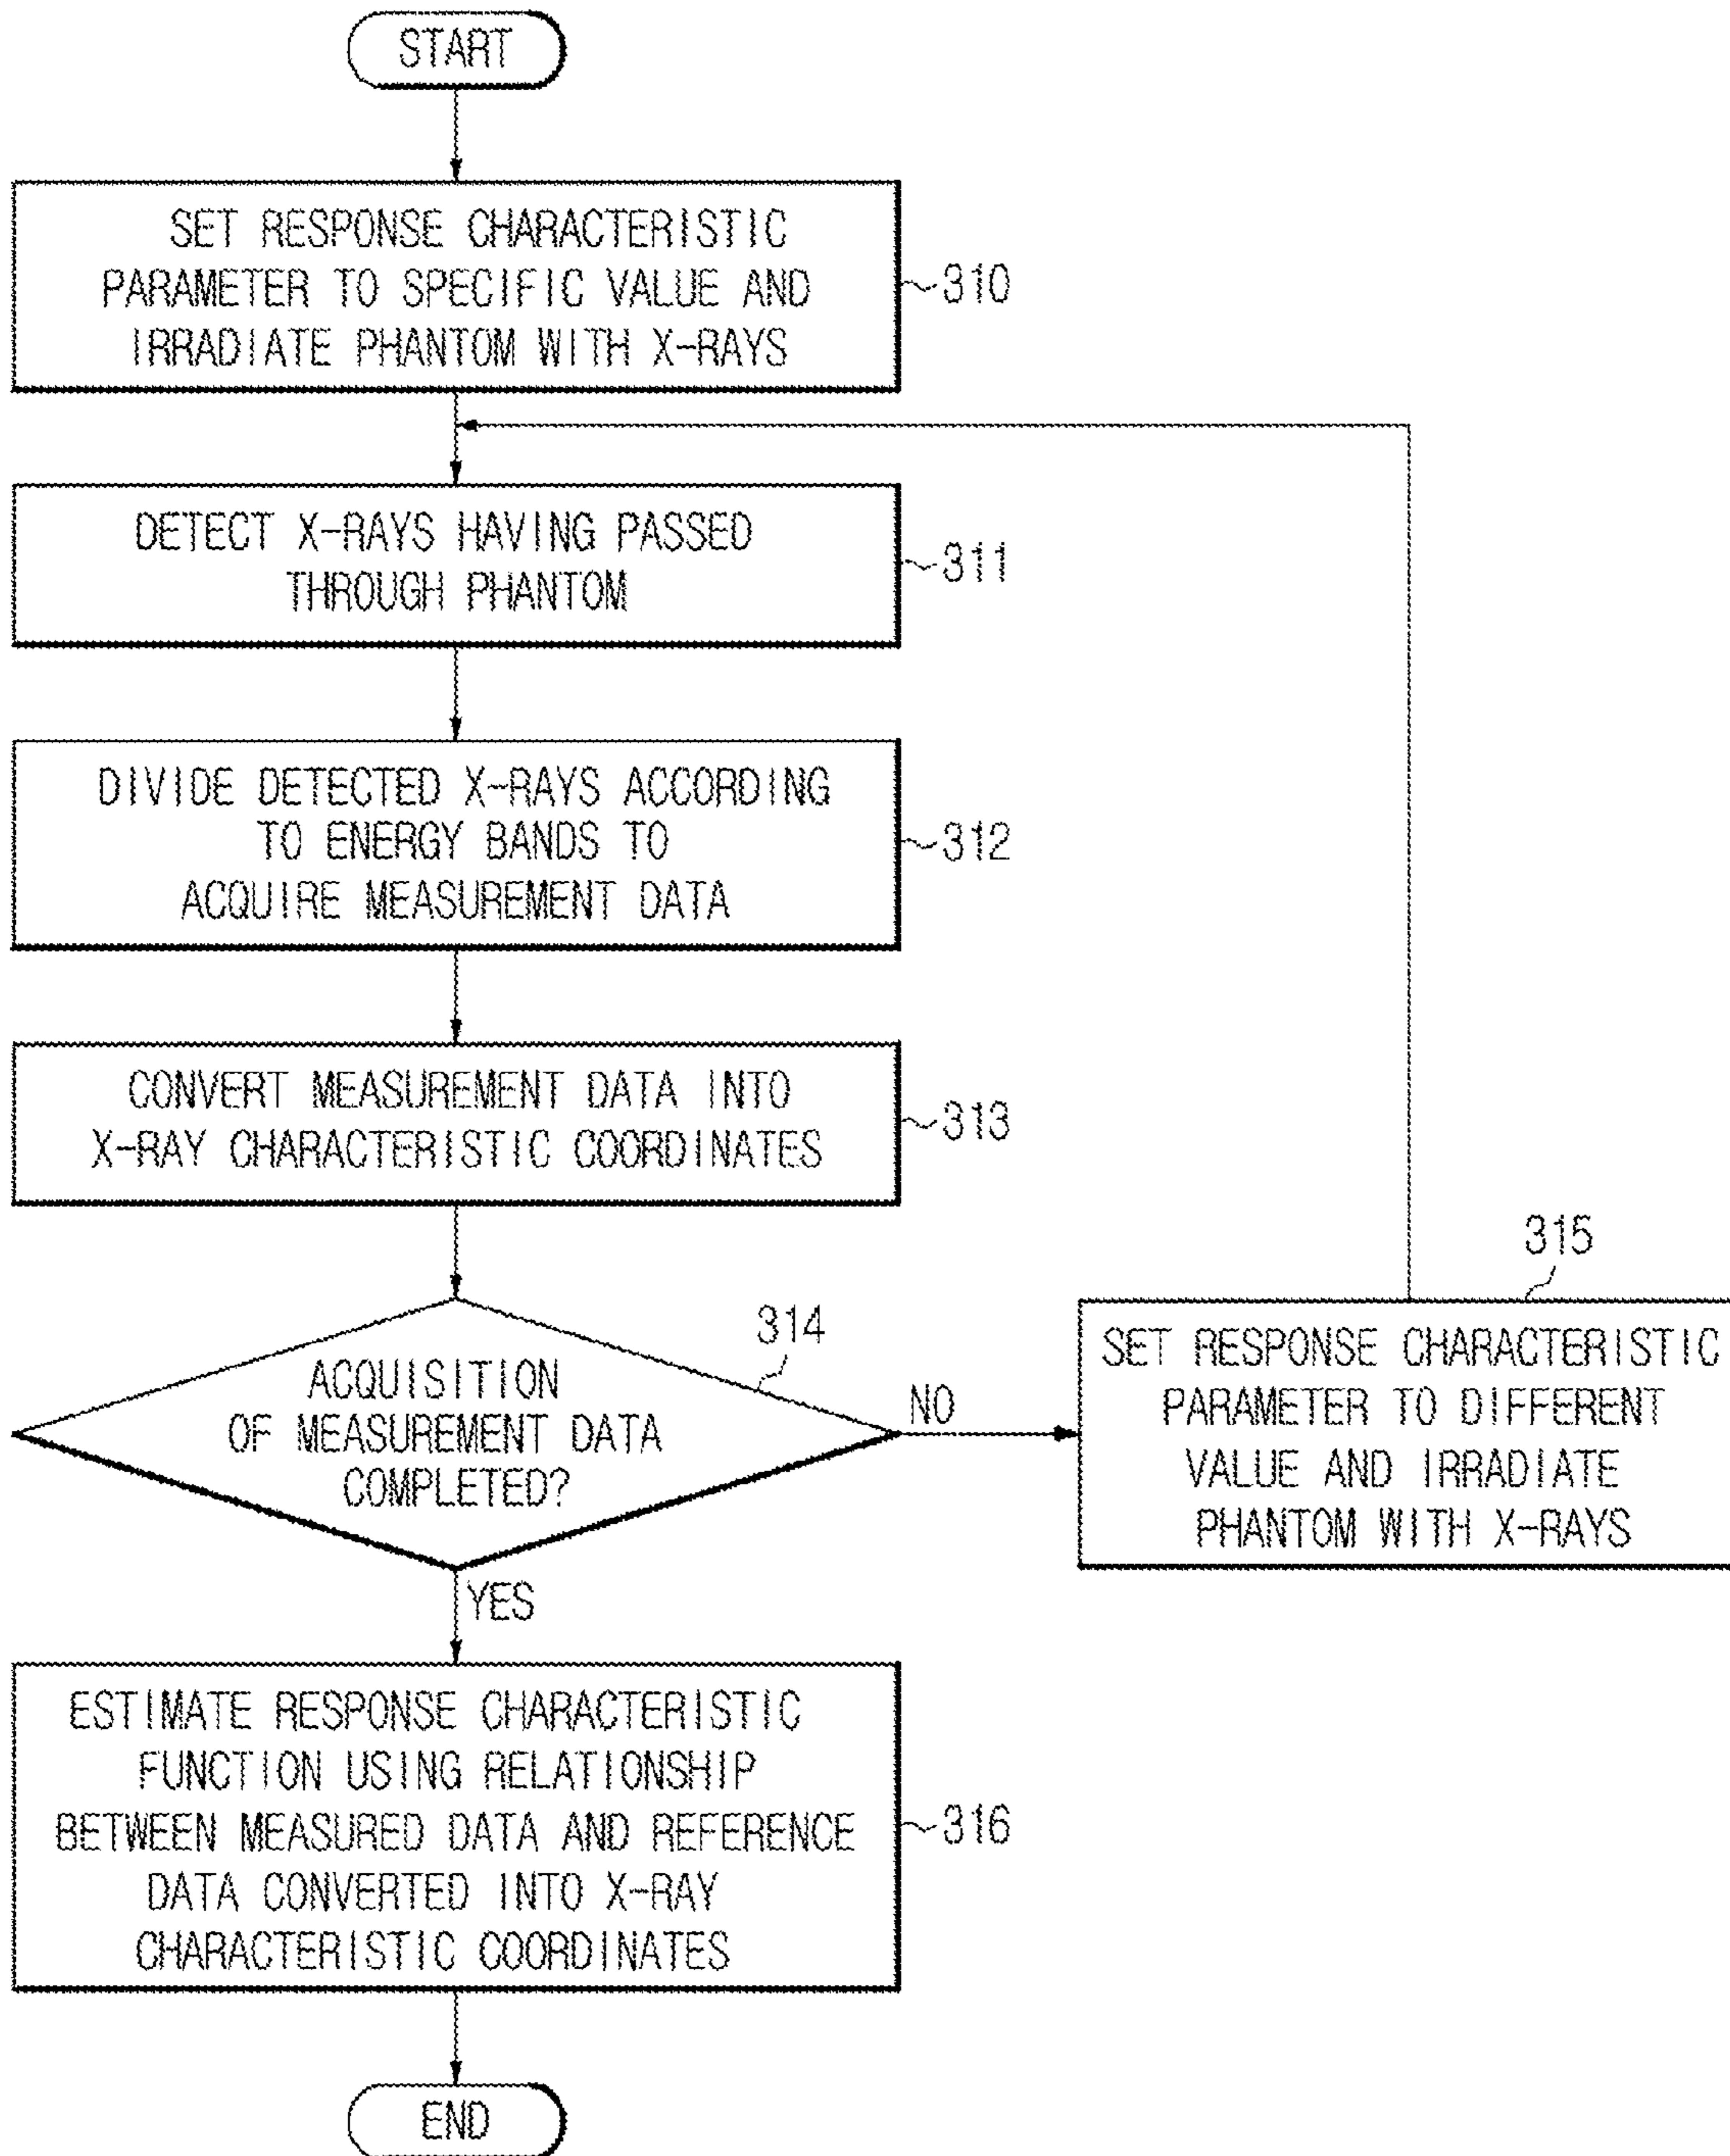 START
SET RESPONSE CHARACTERISTIC
PARAMETER TO SPECIFIC VALUE AND
IRRADIATE PHANTOM WITH X-RAYS
310
DETECT X-RAYS HAVING PASSED
THROUGH PHANTOM
311
DIVIDE DETECTED X-RAYS ACCORDING
TO ENERGY BANDS TO
ACQUIRE MEASUREMENT DATA
312
CONVERT MEASUREMENT DATA INTO
X-RAY CHARACTERISTIC COORDINATES
313
ACQUISITION
OF MEASUREMENT DATA
COMPLETED?
314
NO
315
SET RESPONSE CHARACTERISTIC
PARAMETER TO DIFFERENT
VALUE AND IRRADIATE
PHANTOM WITH X-RAYS
YES
ESTIMATE RESPONSE CHARACTERISTIC
FUNCTION USING RELATIONSHIP
BETWEEN MEASURED DATA AND REFERENCE
DATA CONVERTED INTO X-RAY
CHARACTERISTIC COORDINATES
316
END